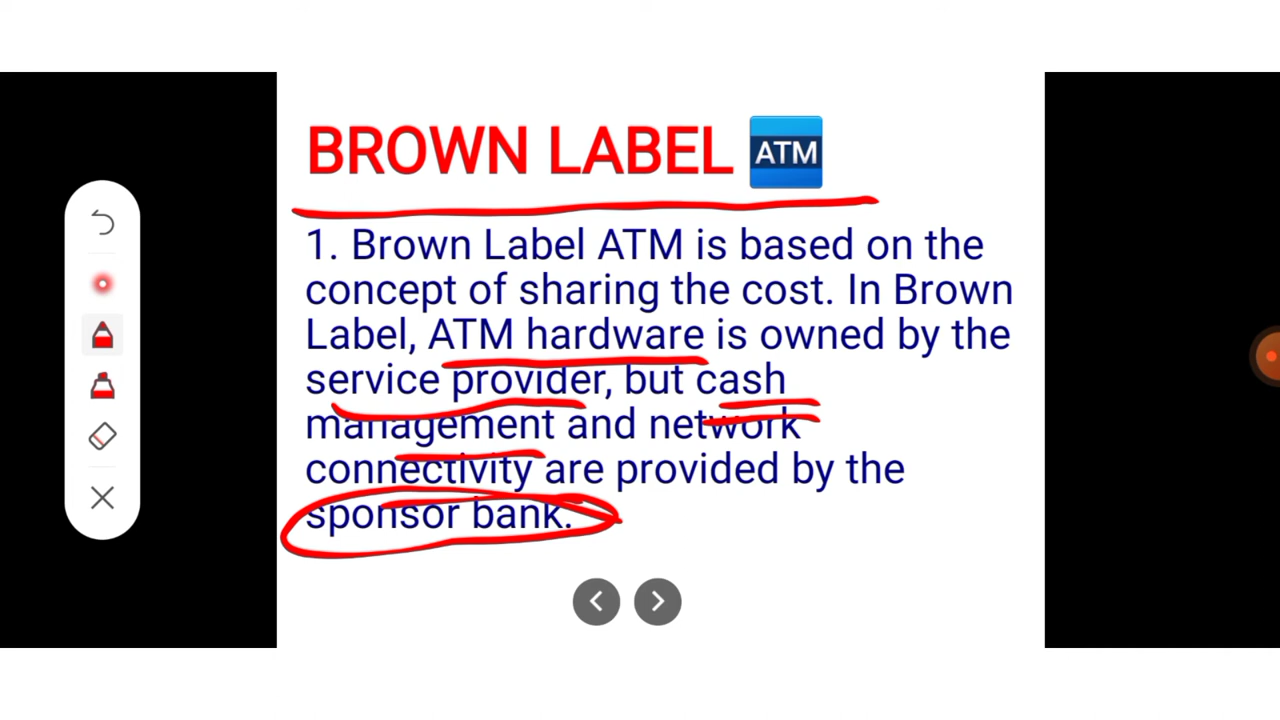 BROWN LABEL ATM
1. Brown Label ATM is based on the
concept of sharing the cost. In Brown
Label, ATM hardware is owned by the
service provider, but cash
management and network
connectivity are provided by the
sponsor bank.